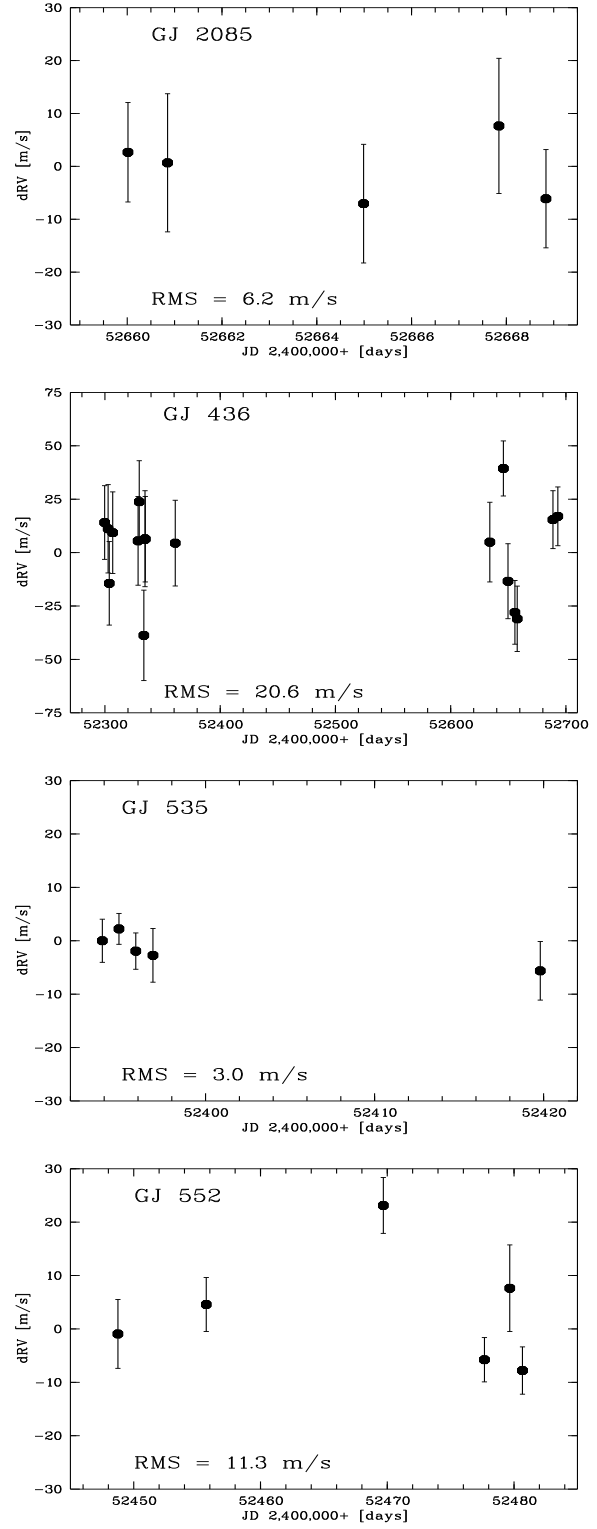 GJ 2085
30
20
10
0
−10
−20
−30
dRV [m/s]
RMS = 6.2 m/s
52660 52662 52664 52666 52668
JD 2,400,000+ [days]
GJ 436
75
50
25
0
−25
−50
−75
dRV [m/s]
RMS = 20.6 m/s
52300 52400 52500 52600 52700
JD 2,400,000+ [days]
GJ 535
30
20
10
0
−10
−20
−30
dRV [m/s]
RMS = 3.0 m/s
52400 52410 52420
JD 2,400,000+ [days]
GJ 552
30
20
10
0
−10
−20
−30
dRV [m/s]
RMS = 11.3 m/s
52450 52460 52470 52480
JD 2,400,000+ [days]